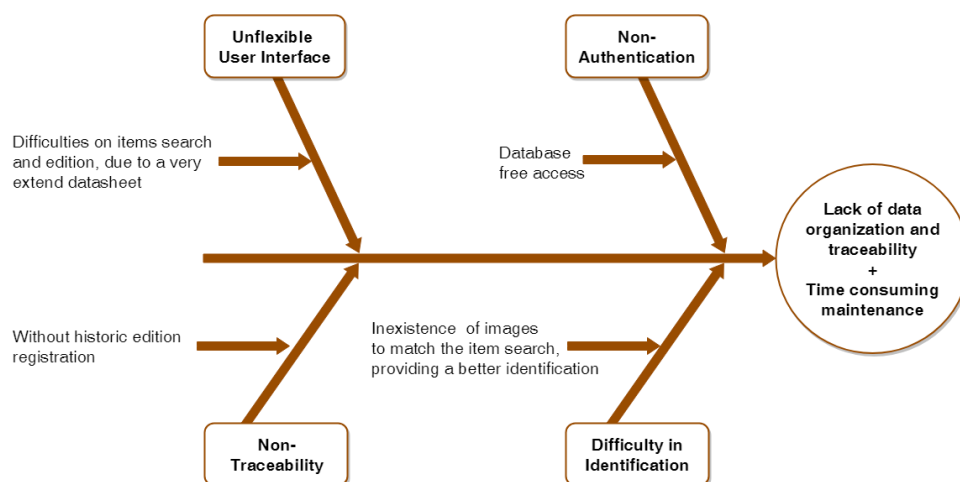 Unflexible
User Interface
Non-
Authentication
Difficulties on items search
and edition, due to a very
extend datasheet
Database
free access
Lack of data
organization and
traceability
+
Time consuming
maintenance
Without historic edition
registration
Inexistence of images
to match the item search,
providing a better identification
Non-
Traceability
Difficulty in
Identification